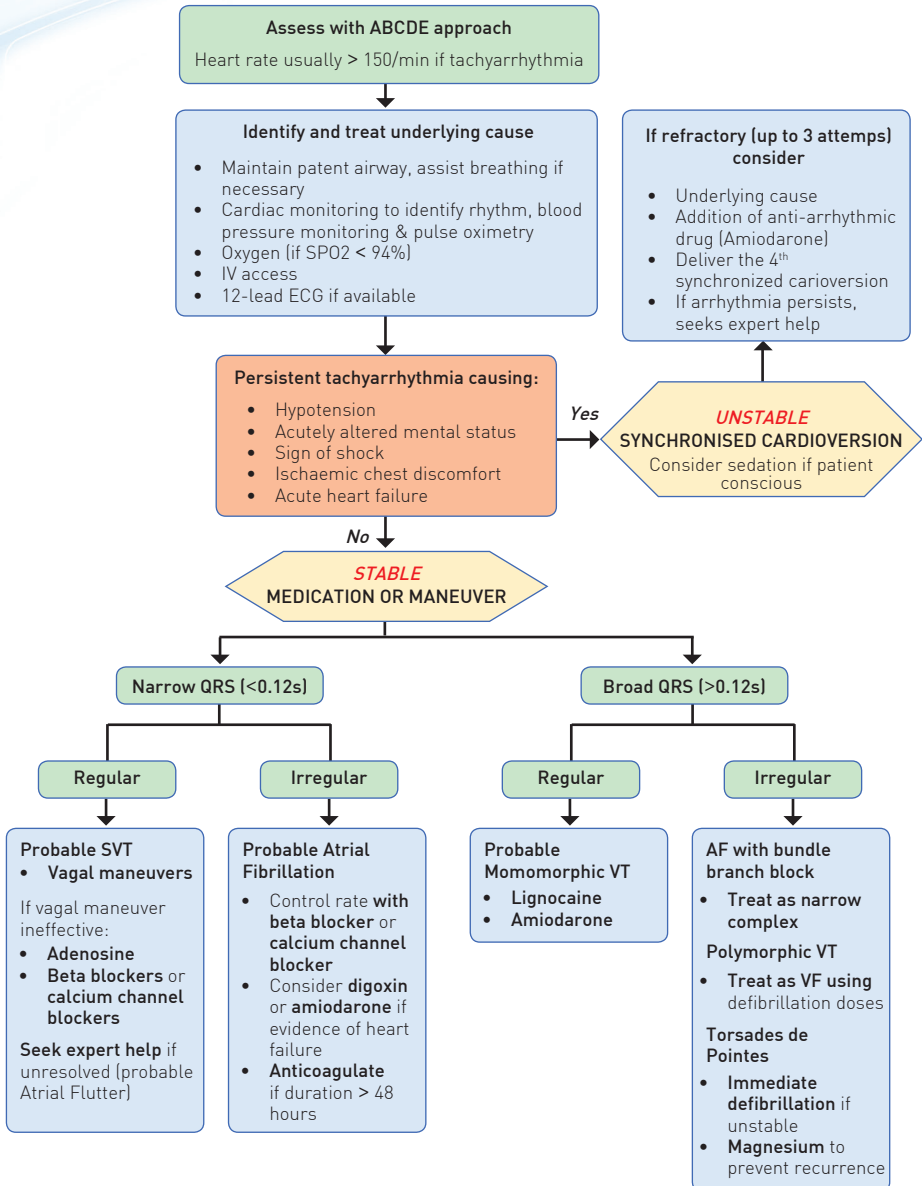 Assess with ABCDE approach
Heart rate usually > 150/min if tachyarrhythmia
Identify and treat underlying cause
• Maintain patent airway, assist breathing if
necessary
• Cardiac monitoring to identify rhythm, blood
pressure monitoring & pulse oximetry
• Oxygen (if SPO2 < 94%)
• IV access
• 12-lead ECG if available
If refractory (up to 3 attemps)
consider
• Underlying cause
• Addition of anti-arrhythmic
drug (Amiodarone)
• Deliver the 4th
synchronized carioversion
• If arrhythmia persists,
seeks expert help
Persistent tachyarrhythmia causing:
• Hypotension
• Acutely altered mental status
• Sign of shock
• Ischaemic chest discomfort
• Acute heart failure
Yes
UNSTABLE
SYNCHRONISED CARDIOVERSION
Consider sedation if patient
conscious
No
STABLE
MEDICATION OR MANEUVER
Narrow QRS (<0.12s)
Broad QRS (>0.12s)
Regular
Irregular
Regular
Irregular
Probable SVT
• Vagal maneuvers
If vagal maneuver
ineffective:
• Adenosine
• Beta blockers or
calcium channel
blockers
Seek expert help if
unresolved (probable
Atrial Flutter)
Probable Atrial
Fibrillation
• Control rate with
beta blocker or
calcium channel
blocker
• Consider digoxin
or amiodarone if
evidence of heart
failure
• Anticoagulate
if duration > 48
hours
Probable
Momomorphic VT
• Lignocaine
• Amiodarone
AF with bundle
branch block
• Treat as narrow
complex
Polymorphic VT
• Treat as VF using
defibrillation doses
Torsades de
Pointes
• Immediate
defibrillation if
unstable
• Magnesium to
prevent recurrence